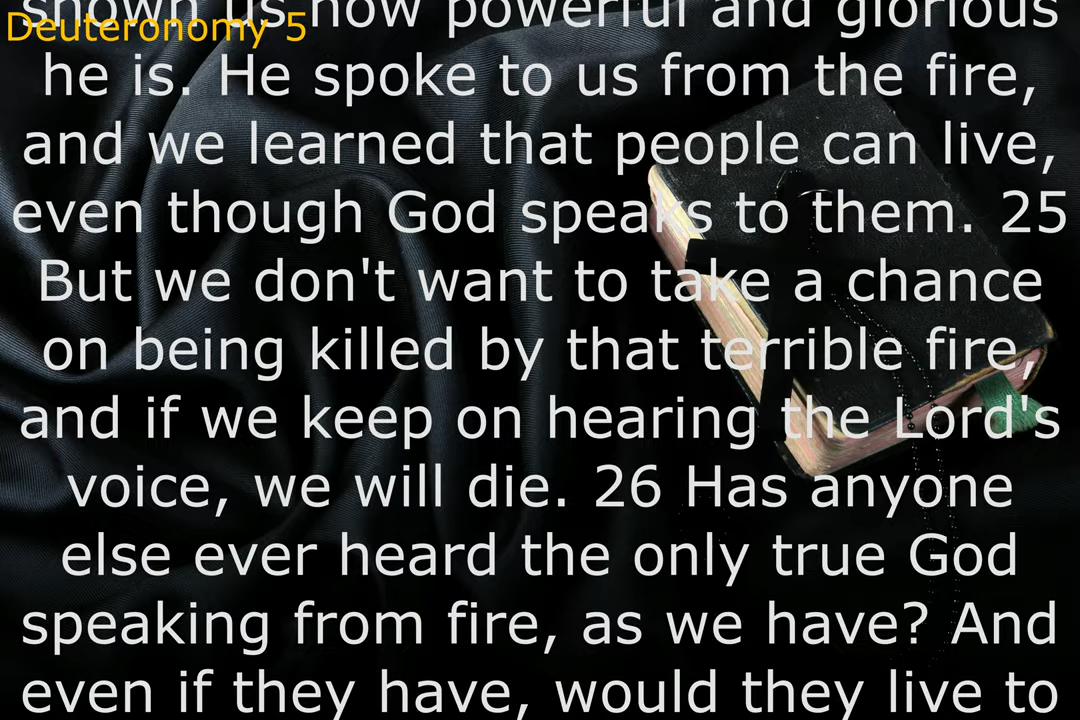 Deuteronomy 5
shown us how powerful and glorious
he is. He spoke to us from the fire,
and we learned that people can live,
even though God speaks to them. 25
But we don't want to take a chance
on being killed by that terrible fire,
and if we keep on hearing the Lord's
voice, we will die. 26 Has anyone
else ever heard the only true God
speaking from fire, as we have? And
even if they have, would they live to